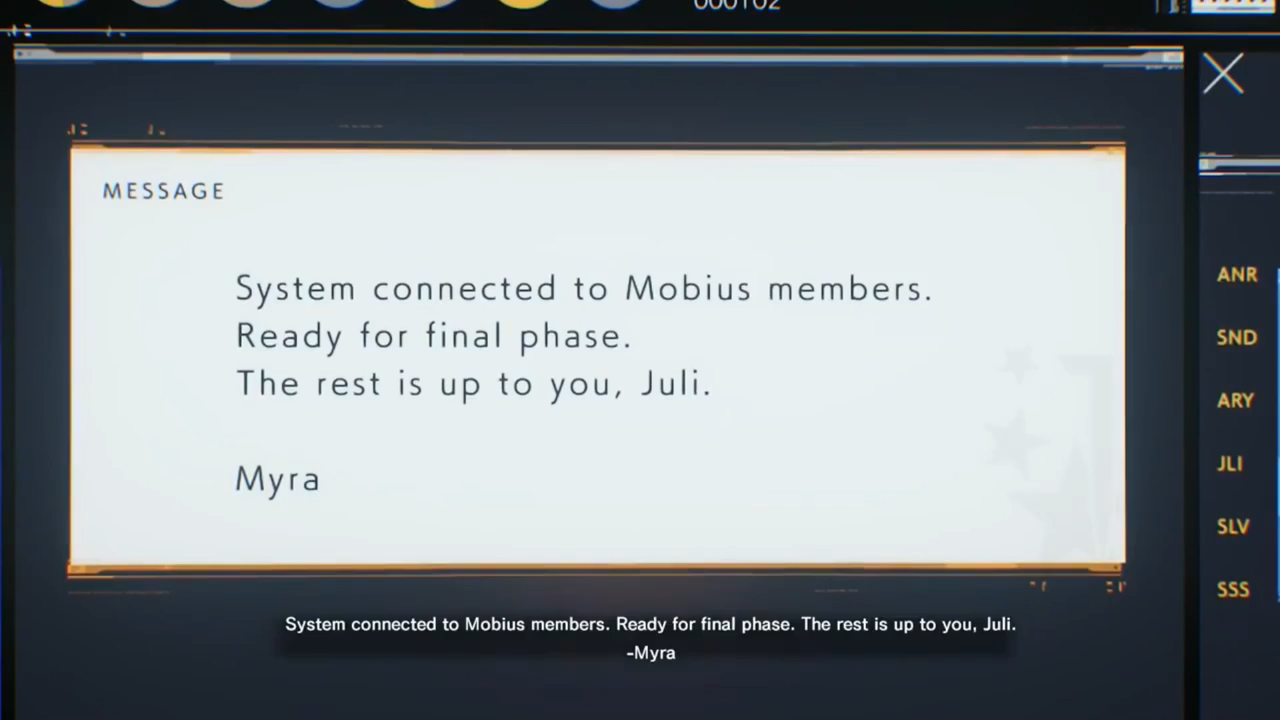 000102
MESSAGE
System connected to Mobius members.
Ready for final phase.
The rest is up to you, Juli.
Myra
ANR
SND
ARY
JLI
SLV
SSS
System connected to Mobius members. Ready for final phase. The rest is up to you, Juli.
-Myra